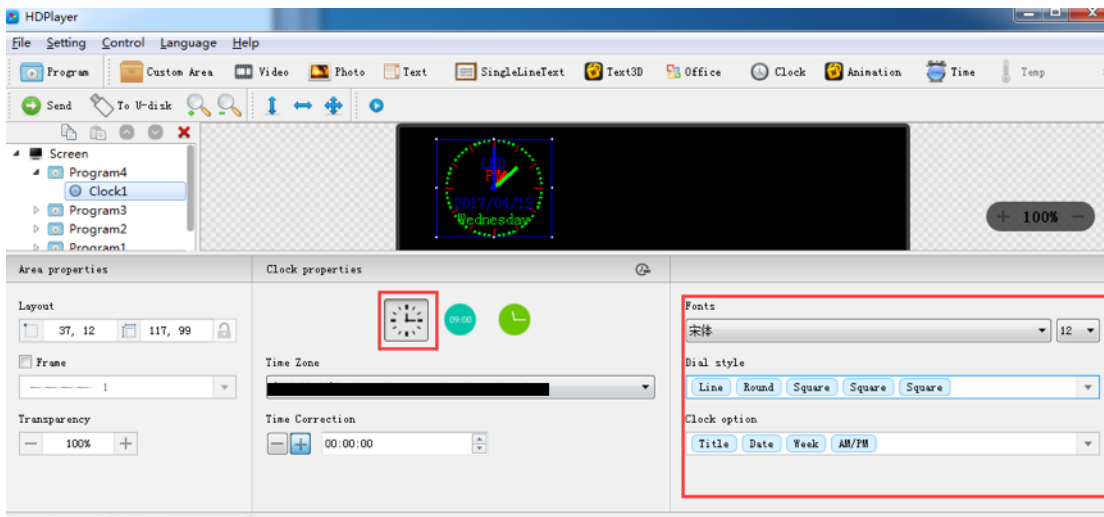 HDPlayer
File Setting Control Language Help
Program Custom Area Video Photo Text SingleLineText Text3D Office Clock Animation Time Temp
Send To U-disk
Screen
Program4
Clock1
Program3
Program2
Program1
LED
PM
2017/04/12
Wednesday
+ 100% −
Area properties Clock properties
Layout
37, 12 117, 99
09:00
Fonts
宋体 12
Frame
1
Time Zone
Dial style
Line Round Square Square Square
Transparency
− 100% +
Time Correction
− + 00:00:00
Clock option
Title Date Week AM/PM